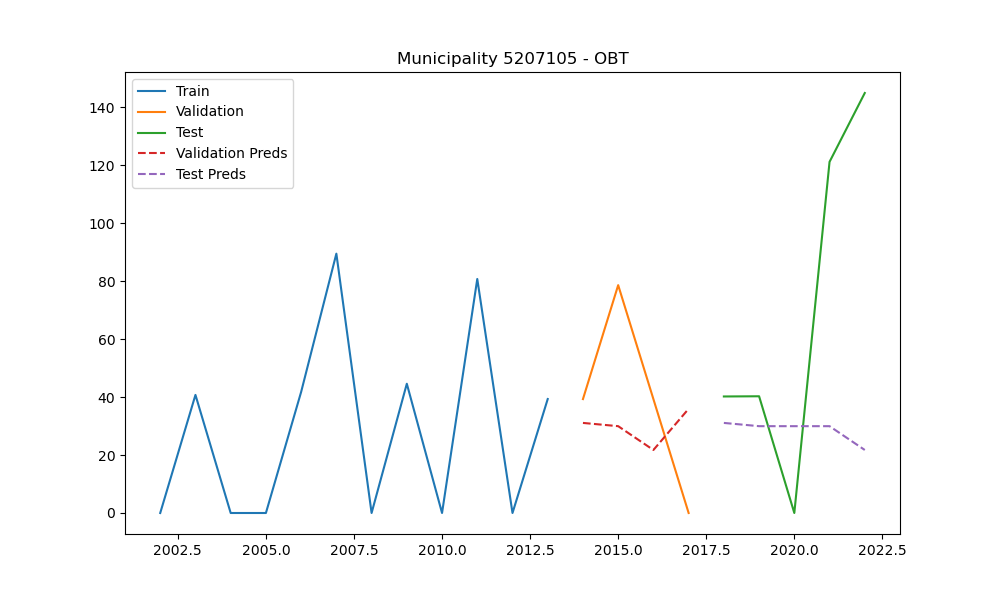 Municipality 5207105 - OBT
Train
Validation
Test
Validation Preds
Test Preds
140
120
100
80
60
40
20
0
2002.5 2005.0 2007.5 2010.0 2012.5 2015.0 2017.5 2020.0 2022.5